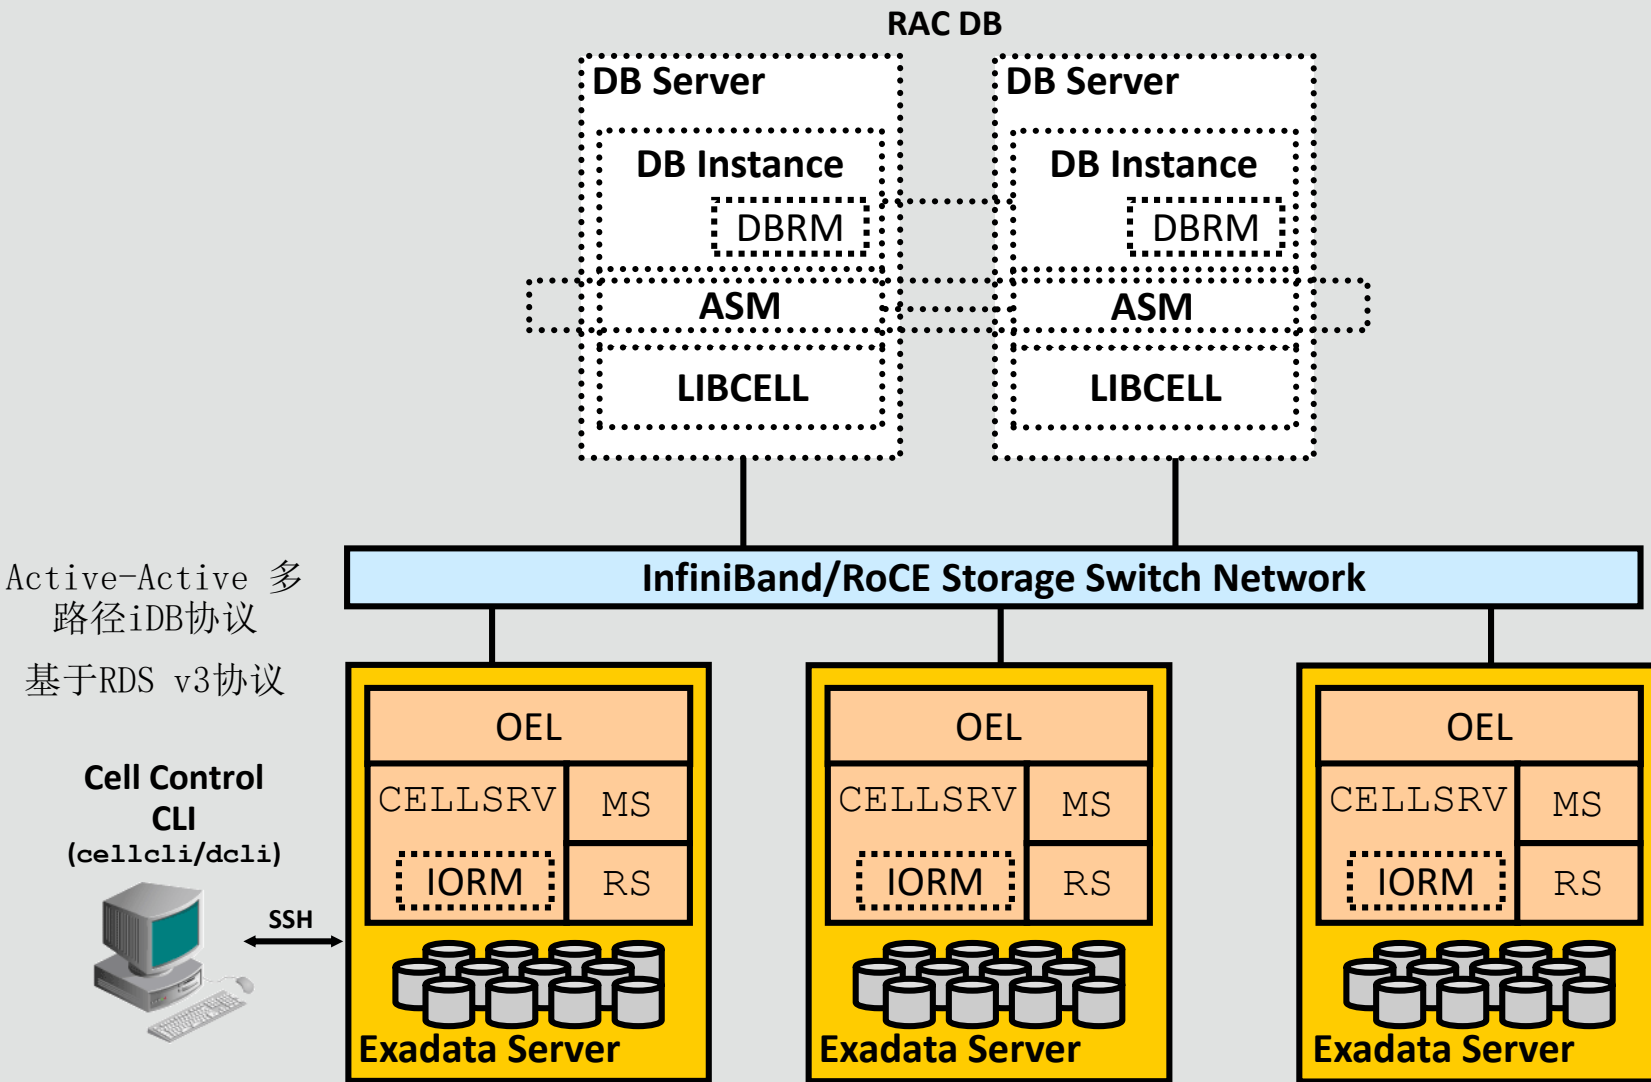 RAC DB
DB Server
DB Server
DB Instance
DB Instance
DBRM
DBRM
ASM
ASM
LIBCELL
LIBCELL
InfiniBand/RoCE Storage Switch Network
Active-Active 多
路径iDB协议
基于RDS v3协议
OEL
OEL
OEL
CELLSRV
MS
CELLSRV
MS
CELLSRV
MS
IORM
RS
IORM
RS
IORM
RS
Cell Control
CLI
(cellcli/dcli)
SSH
Exadata Server
Exadata Server
Exadata Server